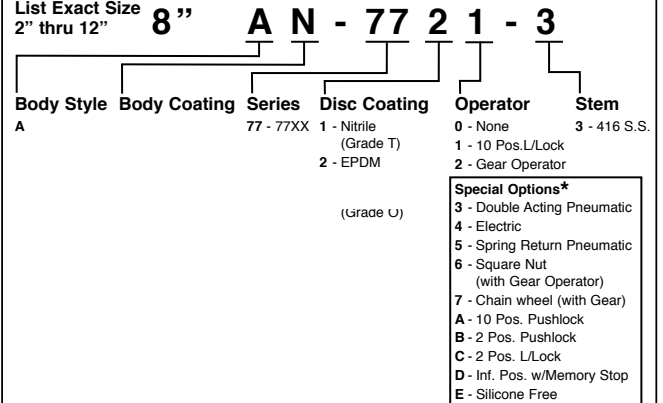 List Exact Size
2” thru 12”
8” A N - 77 2 1 - 3
Body Style Body Coating Series Disc Coating Operator Stem
A
77 - 77XX
1 - Nitrile
(Grade T)
2 - EPDM
(Grade O)
0 - None
1 - 10 Pos.L/Lock
2 - Gear Operator
3 - 416 S.S.
Special Options*
3 - Double Acting Pneumatic
4 - Electric
5 - Spring Return Pneumatic
6 - Square Nut
(with Gear Operator)
7 - Chain wheel (with Gear)
A - 10 Pos. Pushlock
B - 2 Pos. Pushlock
C - 2 Pos. L/Lock
D - Inf. Pos. w/Memory Stop
E - Silicone Free